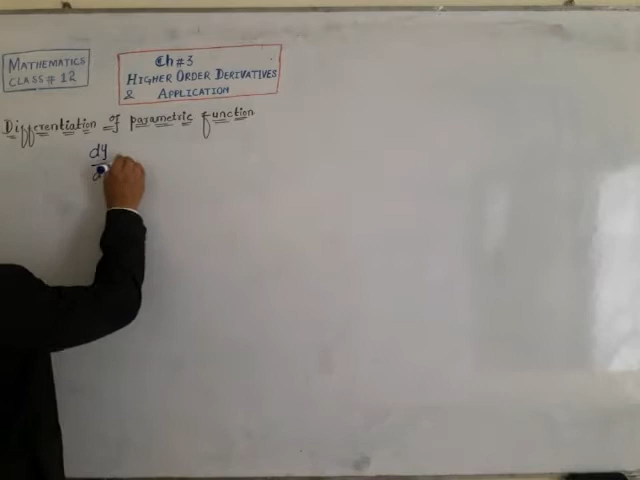 MATHEMATICS
CLASS # 12
Ch # 3
HIGHER ORDER DERIVATIVES
& APPLICATION
Differentiation of parametric function
dy